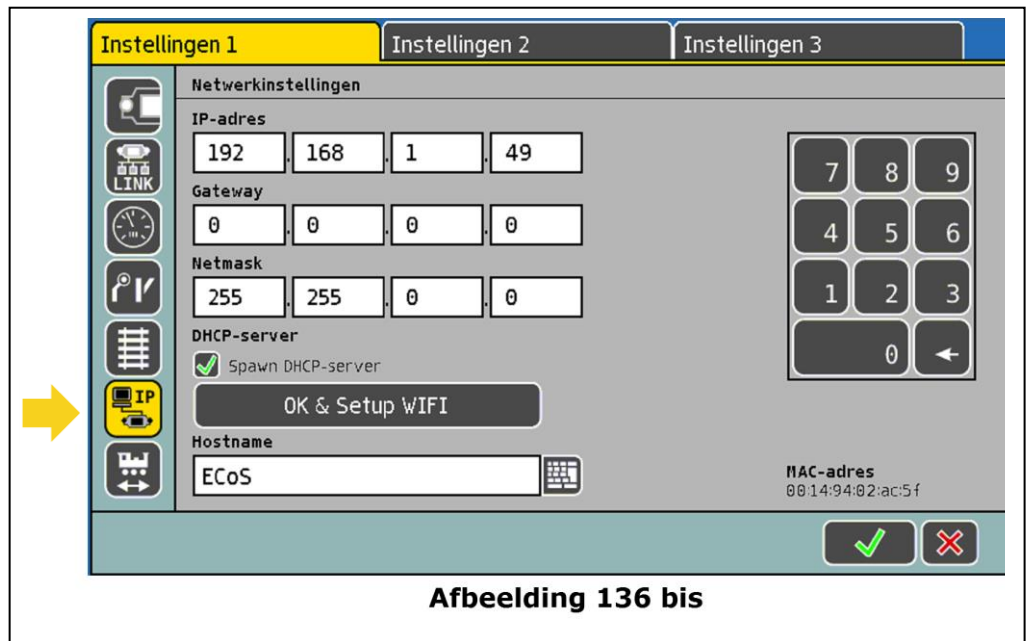 Instellingen 1 Instellingen 2 Instellingen 3
Netwerkinstellingen
IP-adres
192 . 168 . 1 . 49
Gateway
0 . 0 . 0 . 0
Netmask
255 . 255 . 0 . 0
DHCP-server
Spawn DHCP-server
OK & Setup WIFI
Hostname
ECoS
LINK
IP
7 8 9
4 5 6
1 2 3
0
MAC-adres
00:14:94:02:ac:5f
Afbeelding 136 bis